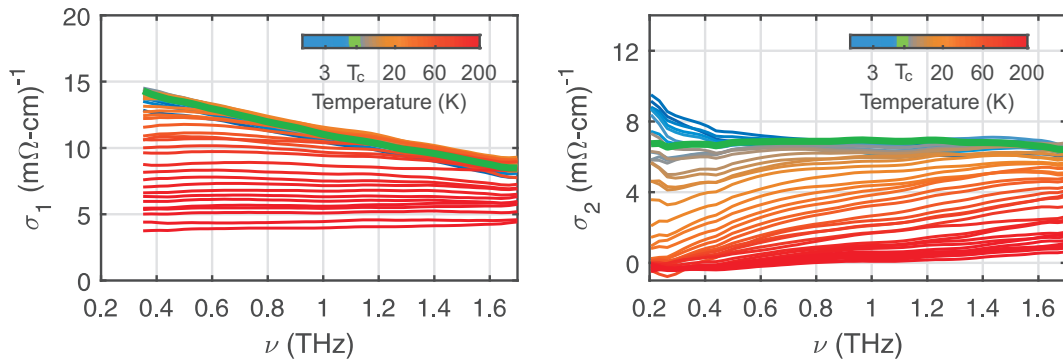 20
15
10
5
0
σ1 (mΩ-cm)-1
3 Tc 20 60 200
Temperature (K)
0.2 0.4 0.6 0.8 1 1.2 1.4 1.6
ν (THz)
12
8
4
0
σ2 (mΩ-cm)-1
3 Tc 20 60 200
Temperature (K)
0.2 0.4 0.6 0.8 1 1.2 1.4 1.6
ν (THz)